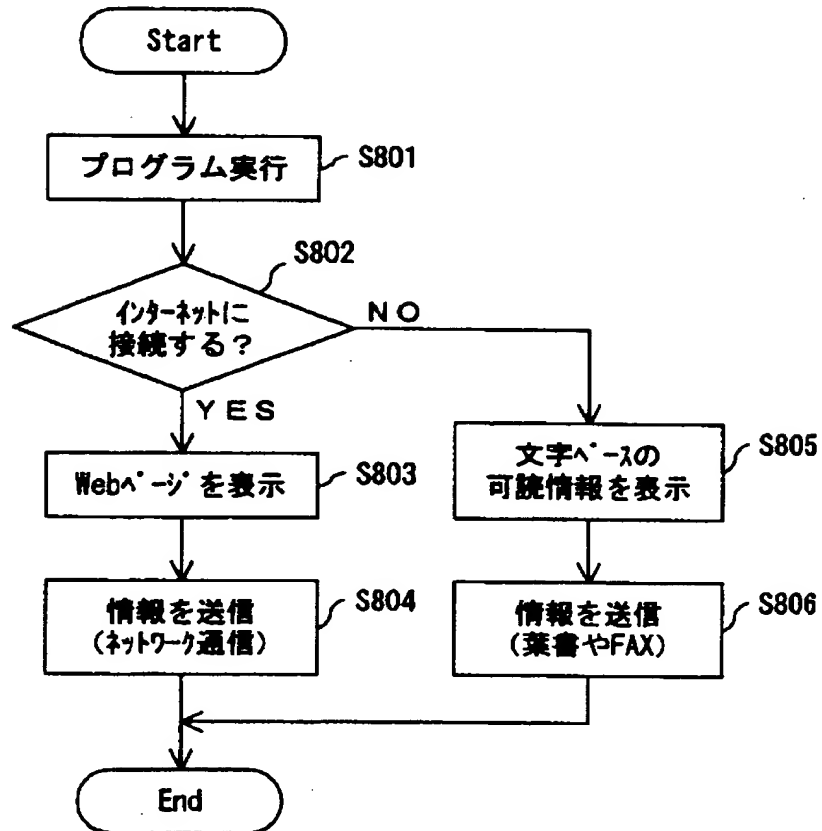 Start
プログラム実行
S801
S802
インターネットに
接続する?
NO
YES
Webページを表示
S803
文字ベースの
可読情報を表示
S805
情報を送信
(ネットワーク通信)
S804
情報を送信
(葉書やFAX)
S806
End